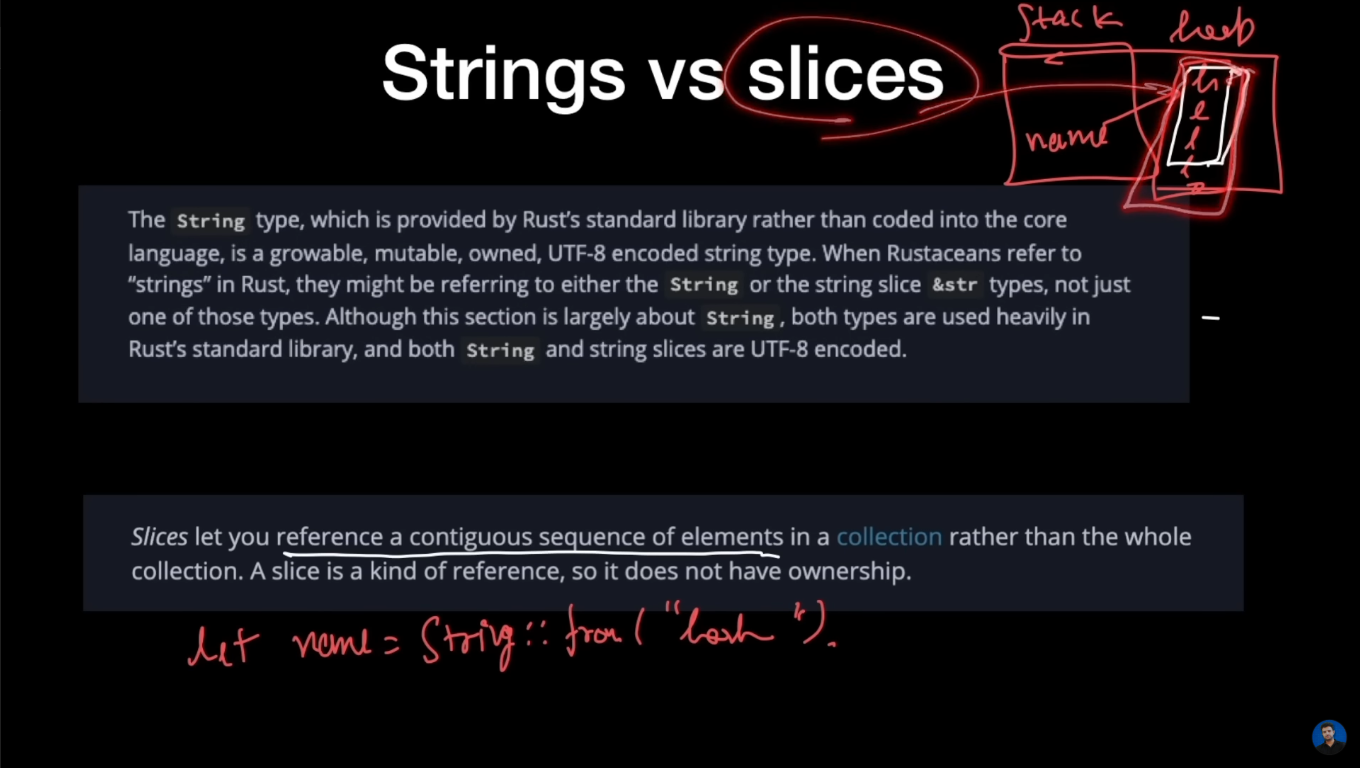 Stack
heap
Strings vs slices
name
h
e
l
l
o
The String type, which is provided by Rust’s standard library rather than coded into the core
language, is a growable, mutable, owned, UTF-8 encoded string type. When Rustaceans refer to
“strings” in Rust, they might be referring to either the String or the string slice &str types, not just
one of those types. Although this section is largely about String, both types are used heavily in
Rust’s standard library, and both String and string slices are UTF-8 encoded.
Slices let you reference a contiguous sequence of elements in a collection rather than the whole
collection. A slice is a kind of reference, so it does not have ownership.
let name = String::from(" ").